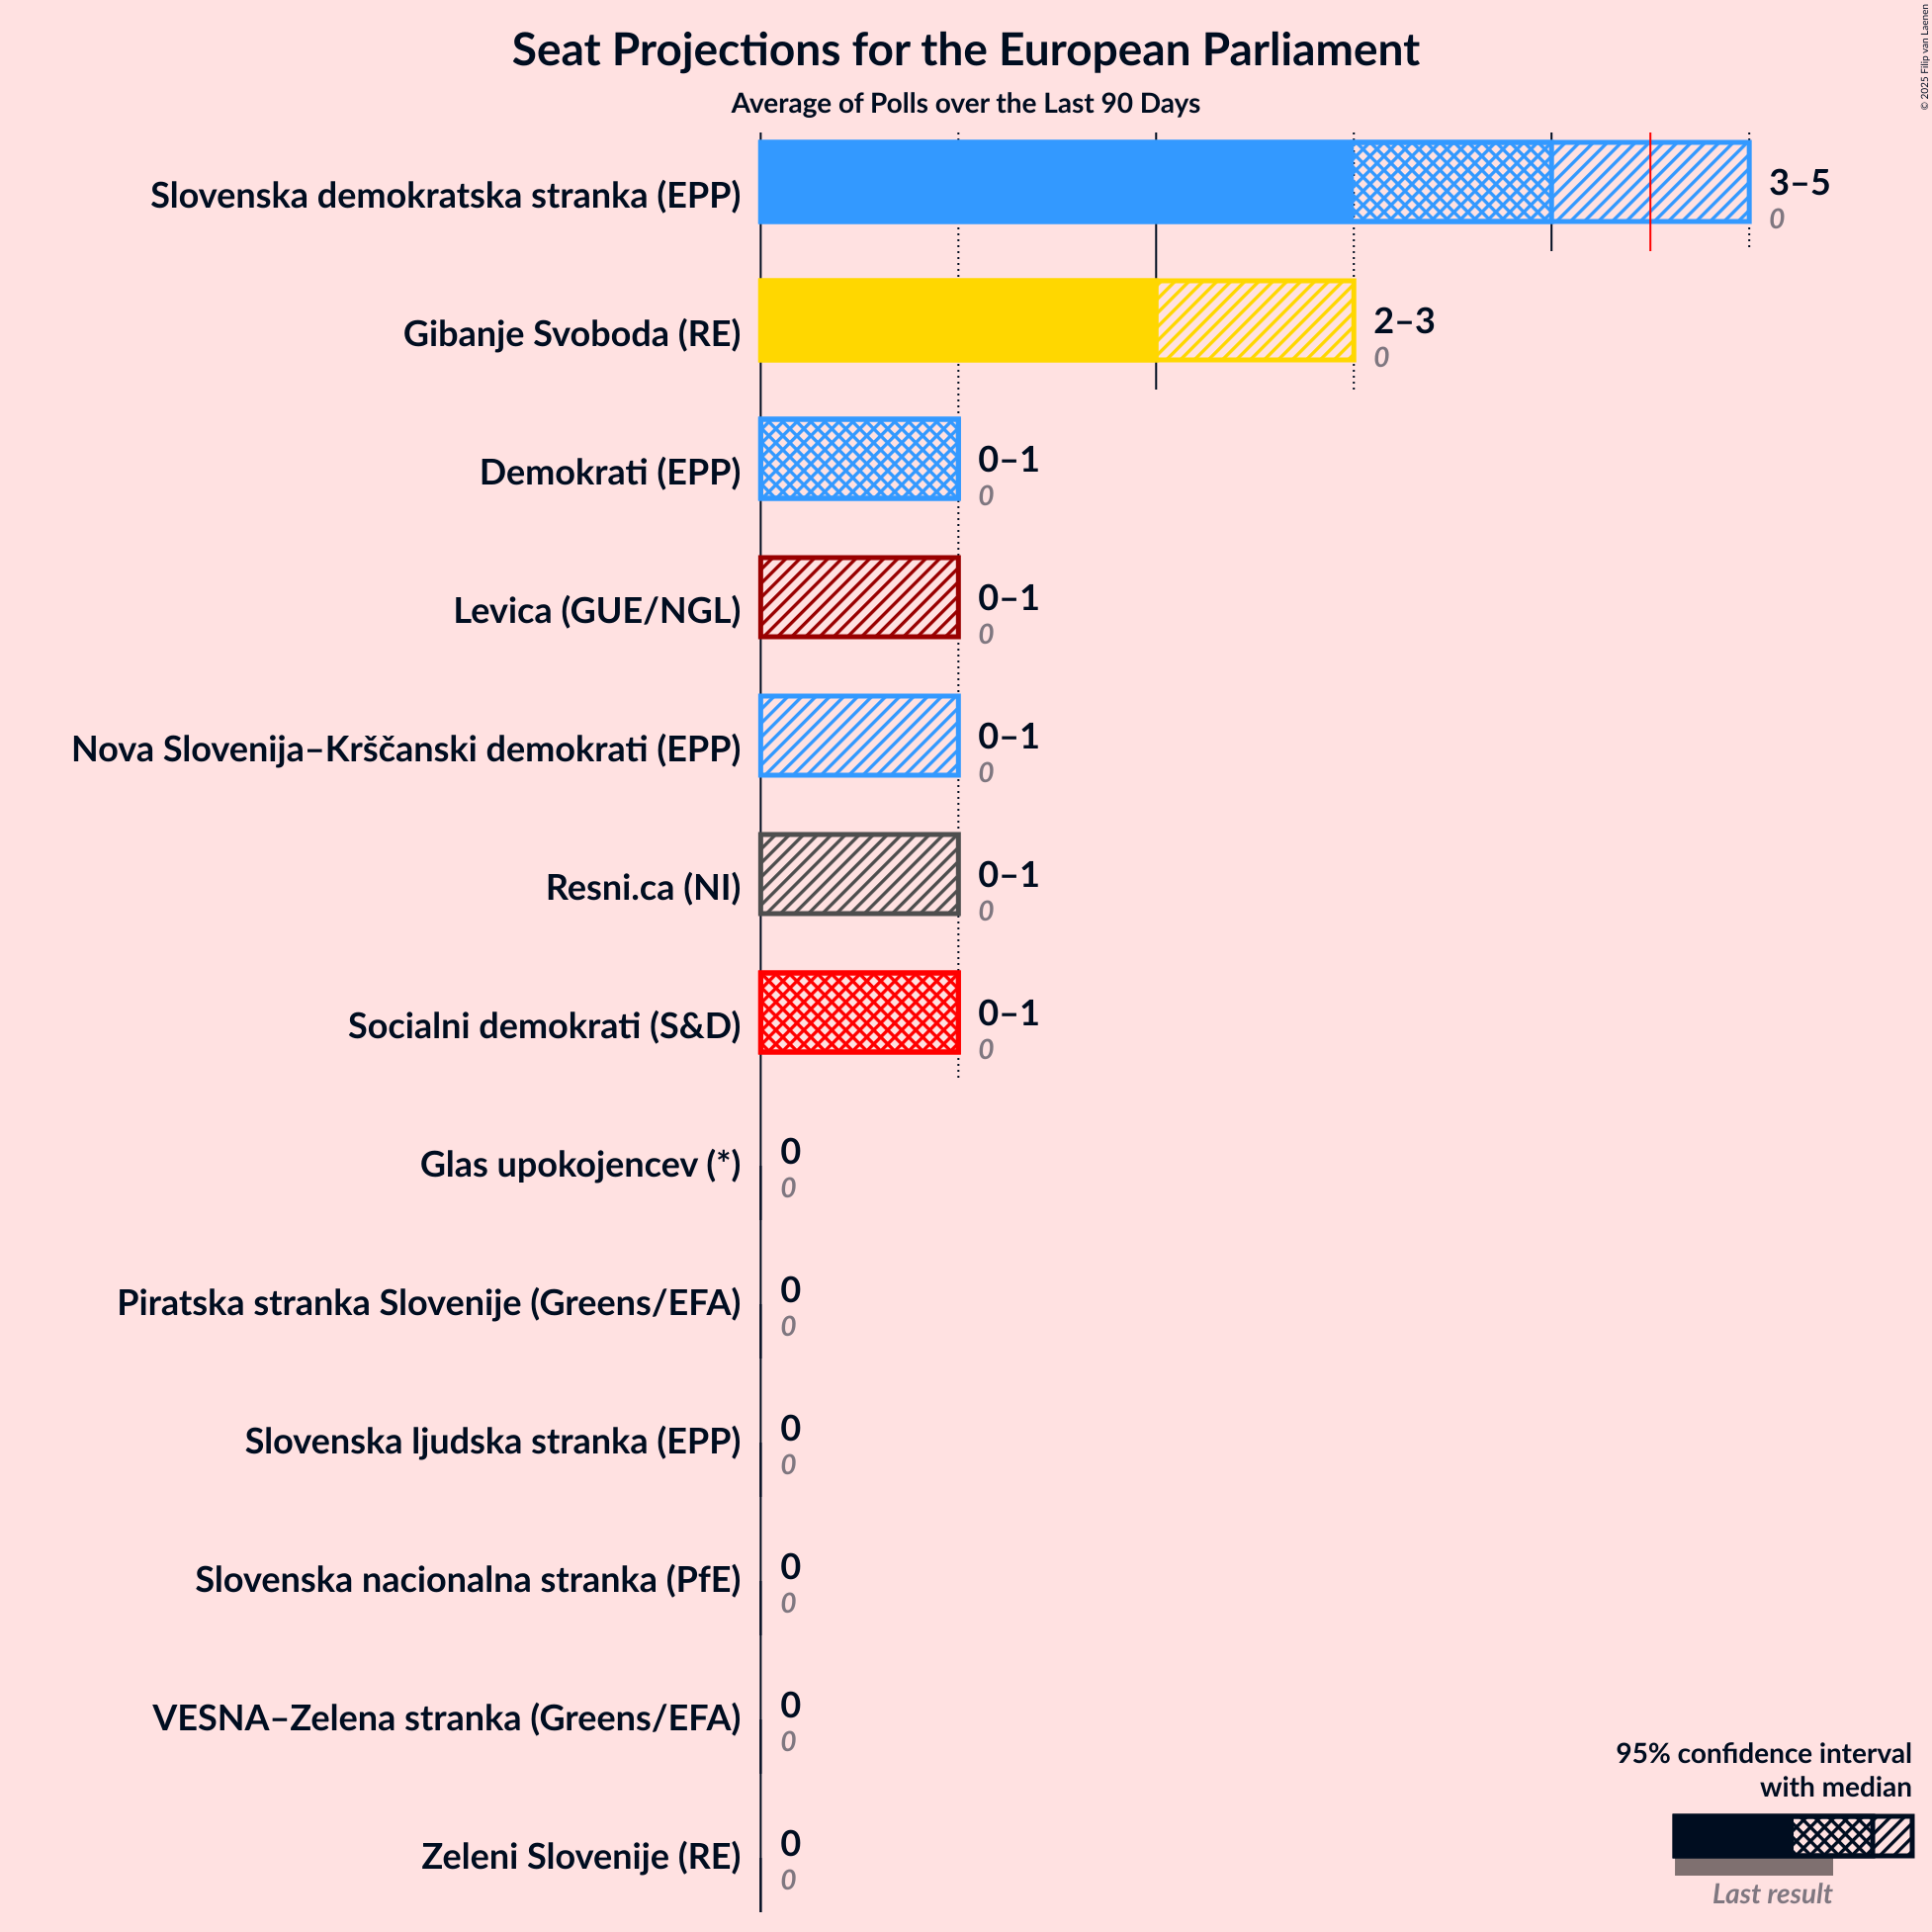 Seat Projections for the European Parliament
Average of Polls over the Last 90 Days
© 2025 Filip van Laenen
Slovenska demokratska stranka (EPP)
3–5
0
Gibanje Svoboda (RE)
2–3
0
Demokrati (EPP)
0–1
0
Levica (GUE/NGL)
0–1
0
Nova Slovenija–Krščanski demokrati (EPP)
0–1
0
Resni.ca (NI)
0–1
0
Socialni demokrati (S&D)
0–1
0
Glas upokojencev (*)
0
0
Piratska stranka Slovenije (Greens/EFA)
0
0
Slovenska ljudska stranka (EPP)
0
0
Slovenska nacionalna stranka (PfE)
0
0
VESNA–Zelena stranka (Greens/EFA)
0
0
Zeleni Slovenije (RE)
0
0
95% confidence interval
with median
Last result